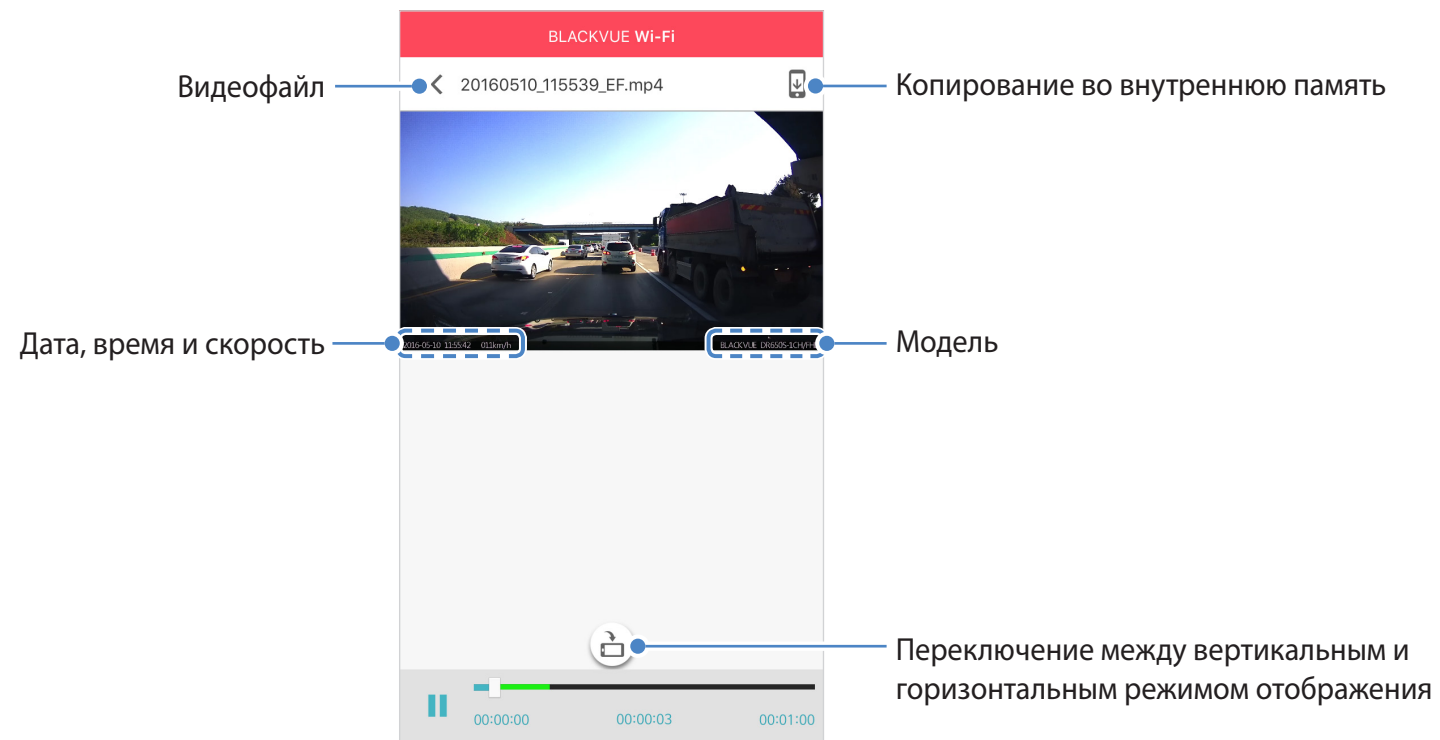 BLACKVUE Wi-Fi
Видеофайл
20160510_115539_EF.mp4
Копирование во внутреннюю память
Дата, время и скорость
2016-05-10 11:55:42 011km/h
BLACKVUE DR650S-1CH/FH
Модель
Переключение между вертикальным и
горизонтальным режимом отображения
00:00:00 00:00:03 00:01:00